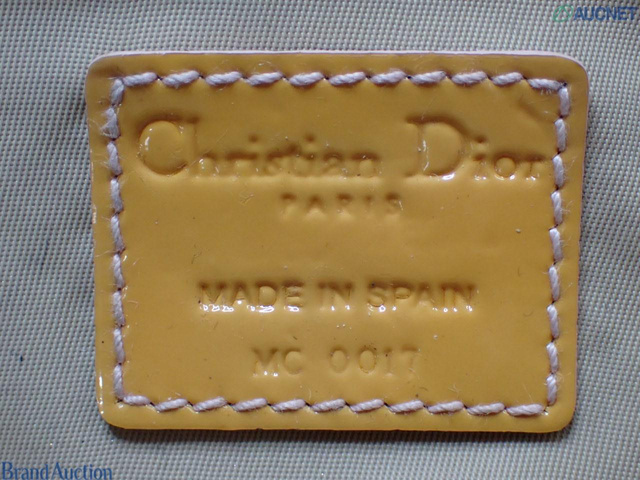 AUCNET
Christian Dior
PARIS
MADE IN SPAIN
MC 0017
Brand Auction